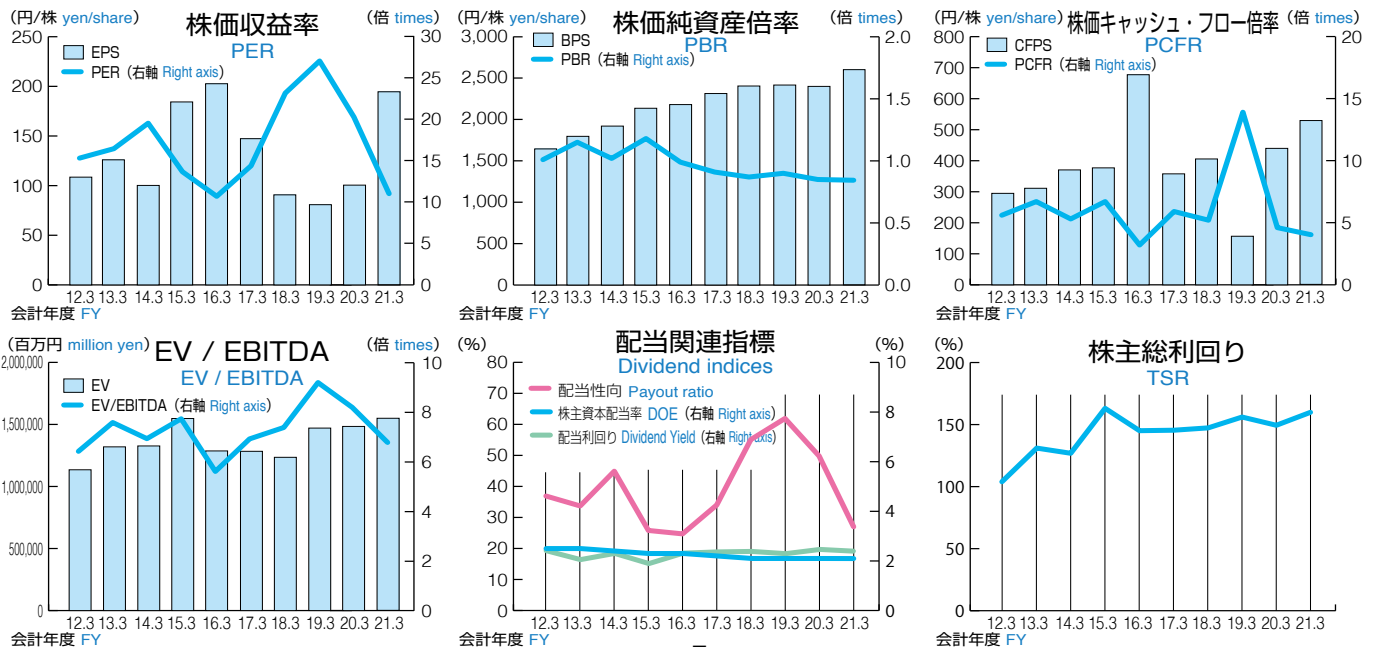 (円/株 yen/share) 株価収益率 (倍 times)
PER
EPS
PER (右軸 Right axis)
250
200
150
100
50
0
30
25
20
15
10
5
0
12.3 13.3 14.3 15.3 16.3 17.3 18.3 19.3 20.3 21.3
会計年度 FY
(円/株 yen/share) 株価純資産倍率 (倍 times)
PBR
BPS
PBR (右軸 Right axis)
3,000
2,500
2,000
1,500
1,000
500
0
2.0
1.5
1.0
0.5
0.0
12.3 13.3 14.3 15.3 16.3 17.3 18.3 19.3 20.3 21.3
会計年度 FY
(円/株 yen/share) 株価キャッシュ・フロー倍率 (倍 times)
PCFR
CFPS
PCFR (右軸 Right axis)
800
700
600
500
400
300
200
100
0
20
15
10
5
0
12.3 13.3 14.3 15.3 16.3 17.3 18.3 19.3 20.3 21.3
会計年度 FY
(百万円 million yen) EV / EBITDA (倍 times)
EV / EBITDA
EV
EV/EBITDA (右軸 Right axis)
2,000,000
1,500,000
1,000,000
500,000
0
10
8
6
4
2
0
12.3 13.3 14.3 15.3 16.3 17.3 18.3 19.3 20.3 21.3
会計年度 FY
(%) 配当関連指標 (%)
Dividend indices
配当性向 Payout ratio
株主資本配当率 DOE (右軸 Right axis)
配当利回り Dividend Yield (右軸 Right axis)
80
70
60
50
40
30
20
10
0
10
8
6
4
2
0
12.3 13.3 14.3 15.3 16.3 17.3 18.3 19.3 20.3 21.3
会計年度 FY
(%) 株主総利回り
TSR
200
150
100
50
0
12.3 13.3 14.3 15.3 16.3 17.3 18.3 19.3 20.3 21.3
会計年度 FY